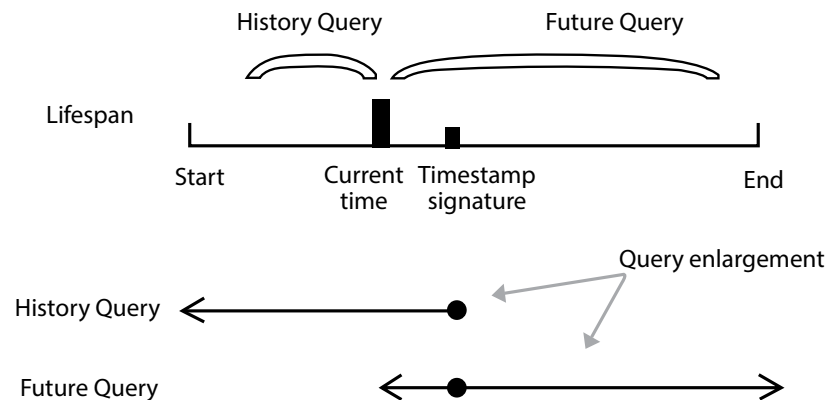 History Query
Future Query
Lifespan
Start
Current
time
Timestamp
signature
End
Query enlargement
History Query
Future Query